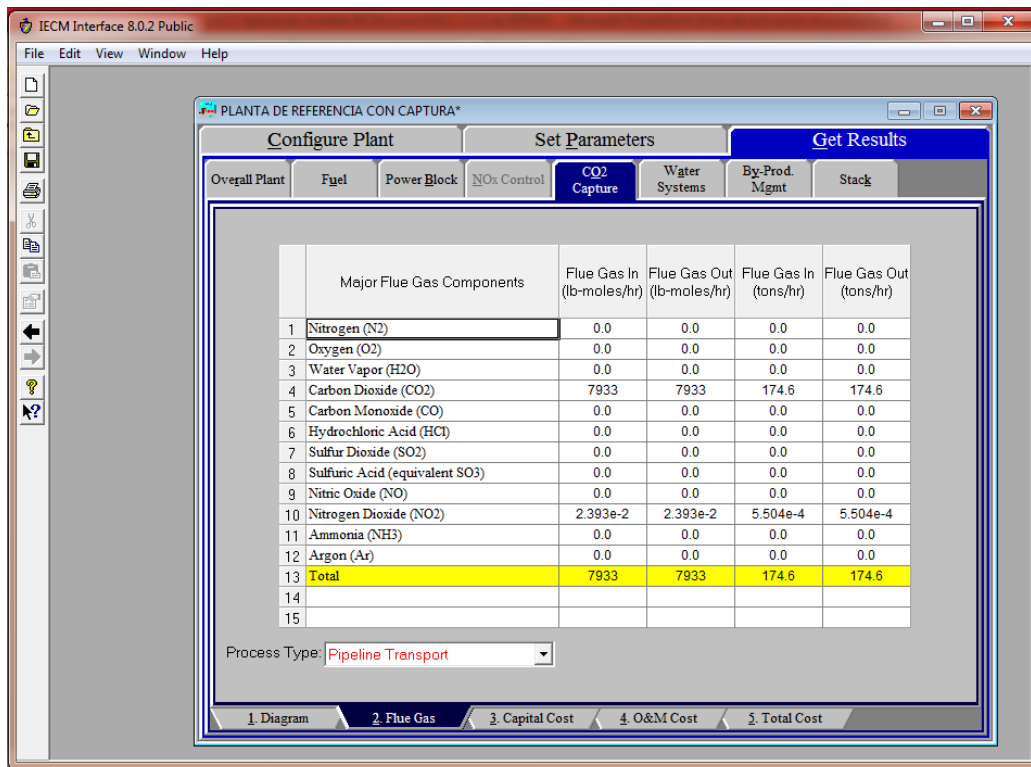 IECM Interface 8.0.2 Public
File Edit View Window Help
PLANTA DE REFERENCIA CON CAPTURA*
Configure Plant Set Parameters Get Results
Overall Plant Fuel Power Block NOx Control CO2 Capture Water Systems By-Prod. Mgmt Stack
Major Flue Gas Components Flue Gas In (lb-moles/hr) Flue Gas Out (lb-moles/hr) Flue Gas In (tons/hr) Flue Gas Out (tons/hr)
1 Nitrogen (N2) 0.0 0.0 0.0 0.0
2 Oxygen (O2) 0.0 0.0 0.0 0.0
3 Water Vapor (H2O) 0.0 0.0 0.0 0.0
4 Carbon Dioxide (CO2) 7933 7933 174.6 174.6
5 Carbon Monoxide (CO) 0.0 0.0 0.0 0.0
6 Hydrochloric Acid (HCl) 0.0 0.0 0.0 0.0
7 Sulfur Dioxide (SO2) 0.0 0.0 0.0 0.0
8 Sulfuric Acid (equivalent SO3) 0.0 0.0 0.0 0.0
9 Nitric Oxide (NO) 0.0 0.0 0.0 0.0
10 Nitrogen Dioxide (NO2) 2.393e-2 2.393e-2 5.504e-4 5.504e-4
11 Ammonia (NH3) 0.0 0.0 0.0 0.0
12 Argon (Ar) 0.0 0.0 0.0 0.0
13 Total 7933 7933 174.6 174.6
14
15
Process Type: Pipeline Transport
1. Diagram 2. Flue Gas 3. Capital Cost 4. O&M Cost 5. Total Cost